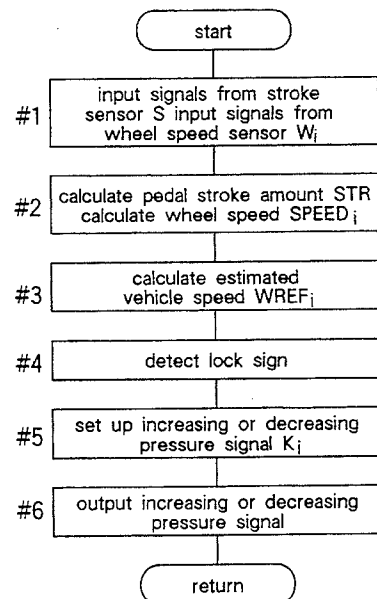 start
#1
input signals from stroke
sensor S input signals from
wheel speed sensor Wi
#2
calculate pedal stroke amount STR
calculate wheel speed SPEEDi
#3
calculate estimated
vehicle speed WREFi
#4
detect lock sign
#5
set up increasing or decreasing
pressure signal Ki
#6
output increasing or decreasing
pressure signal
return